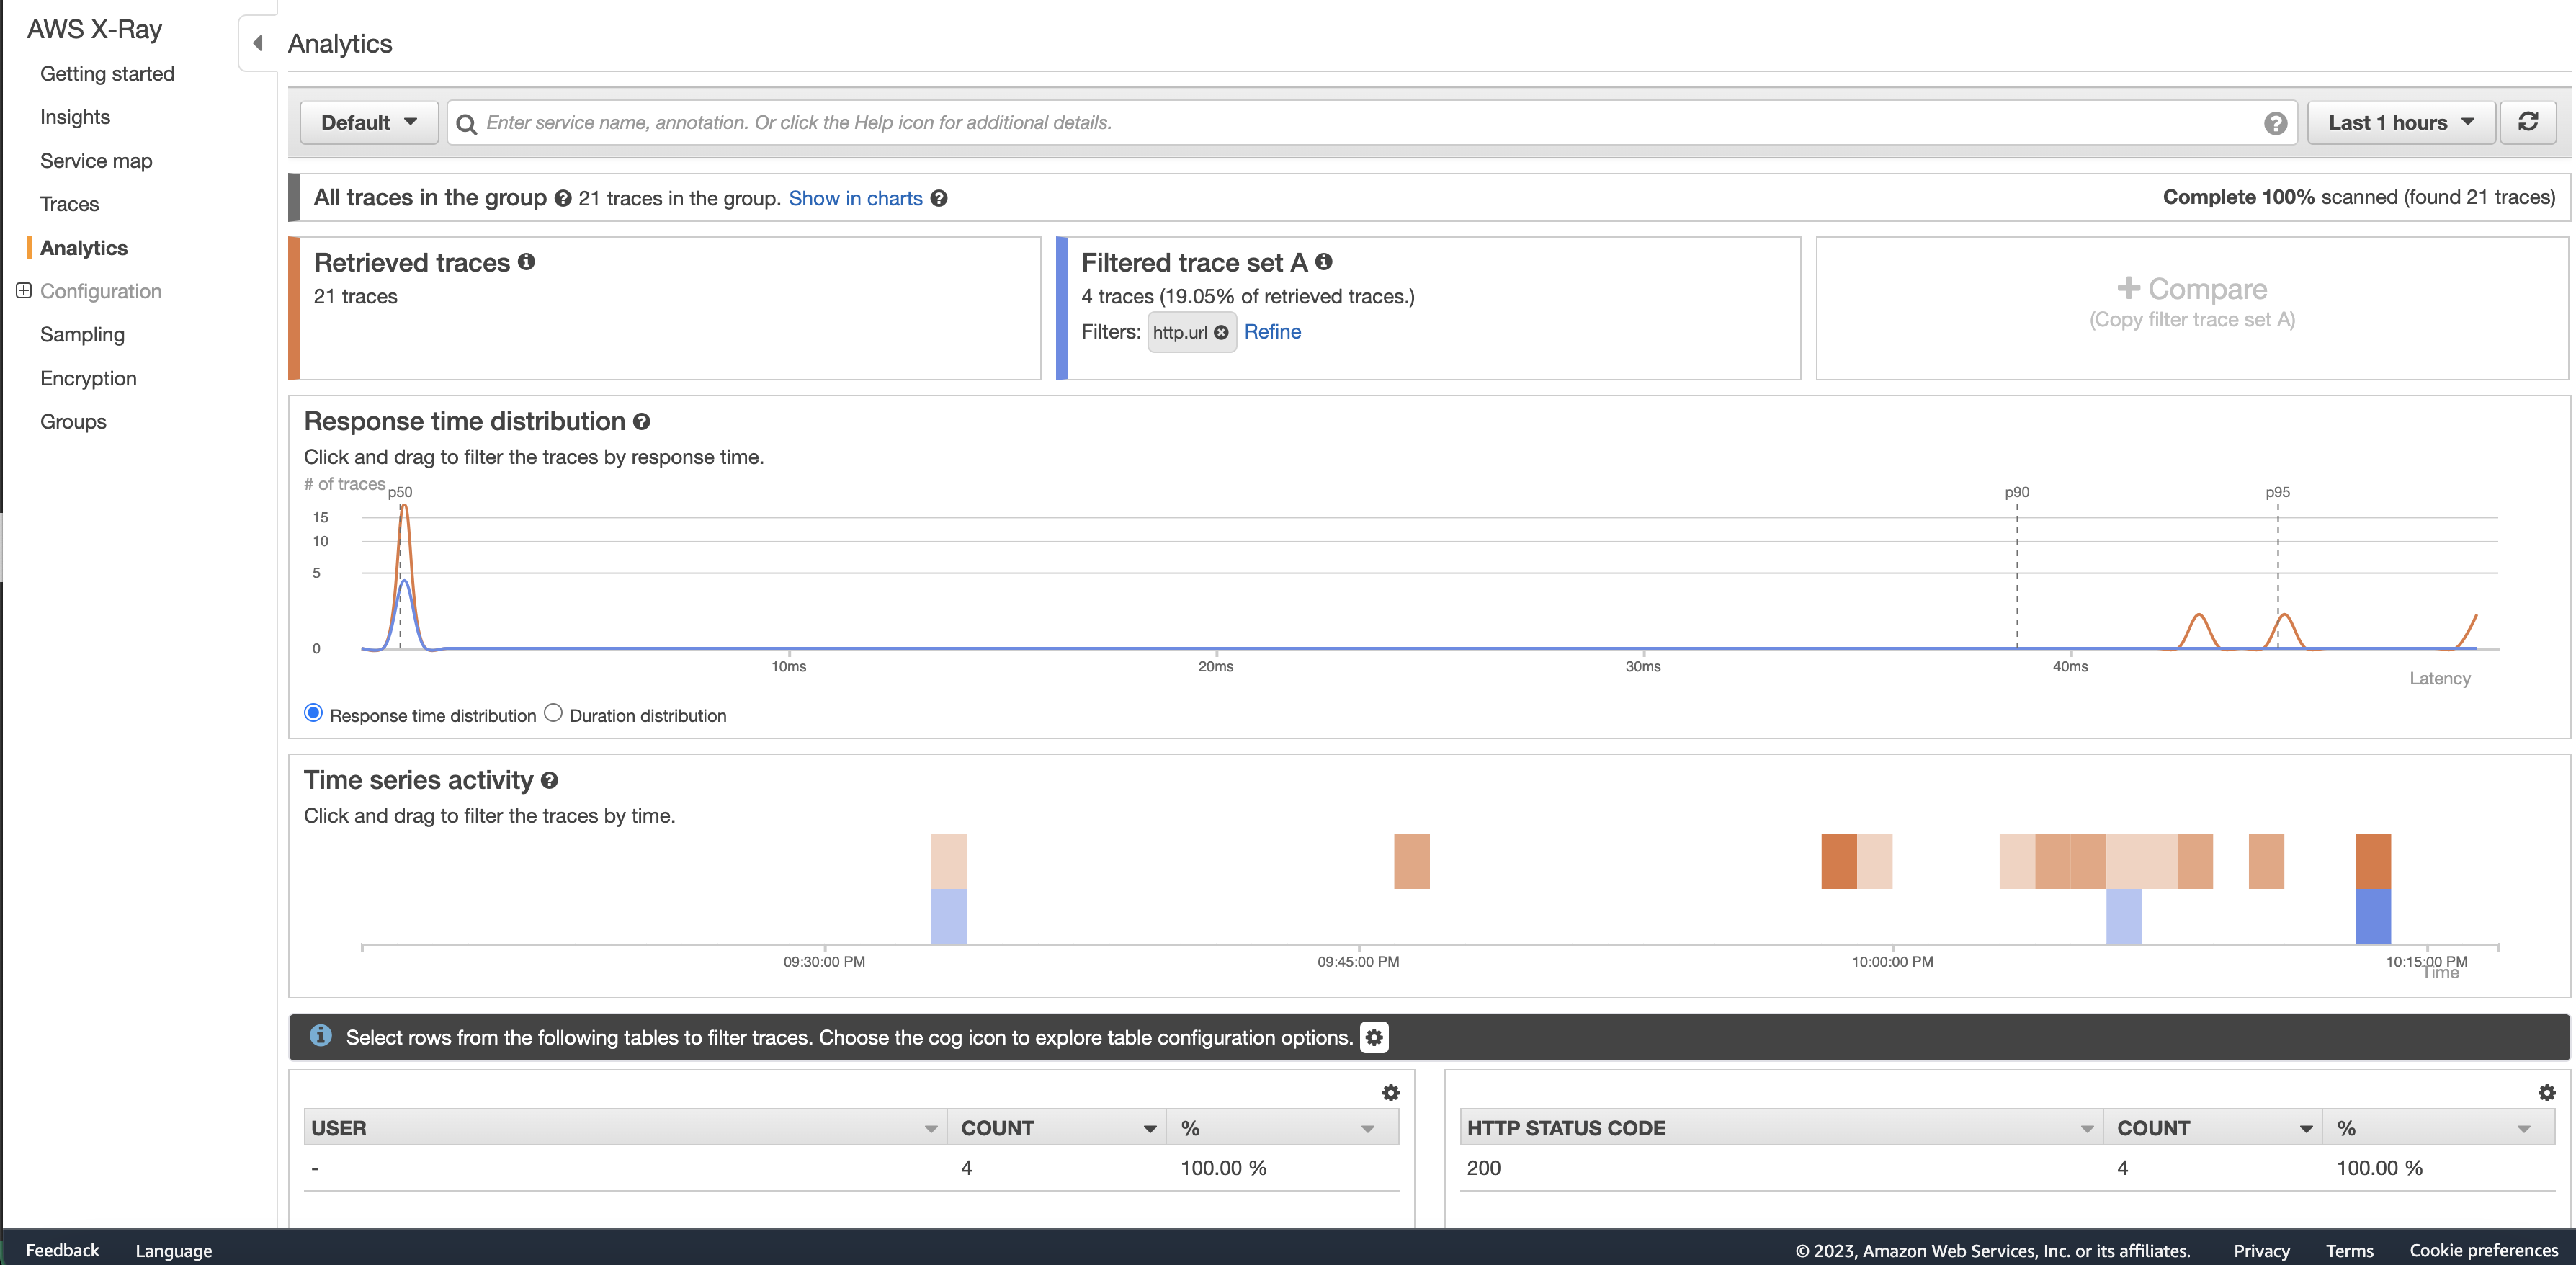 AWS X-Ray
Getting started
Insights
Service map
Traces
Analytics
Configuration
Sampling
Encryption
Groups
Analytics
Default
Enter service name, annotation. Or click the Help icon for additional details.
Last 1 hours
All traces in the group 21 traces in the group. Show in charts
Complete 100% scanned (found 21 traces)
Retrieved traces
21 traces
Filtered trace set A
4 traces (19.05% of retrieved traces.)
Filters: http.url Refine
Compare
(Copy filter trace set A)
Response time distribution
Click and drag to filter the traces by response time.
# of traces
p50
p90
p95
15
10
5
0
10ms
20ms
30ms
40ms
Latency
Response time distribution Duration distribution
Time series activity
Click and drag to filter the traces by time.
09:30:00 PM
09:45:00 PM
10:00:00 PM
10:15:00 PM
Time
Select rows from the following tables to filter traces. Choose the cog icon to explore table configuration options.
USER COUNT %
- 4 100.00 %
HTTP STATUS CODE COUNT %
200 4 100.00 %
Feedback Language
© 2023, Amazon Web Services, Inc. or its affiliates. Privacy Terms Cookie preferences